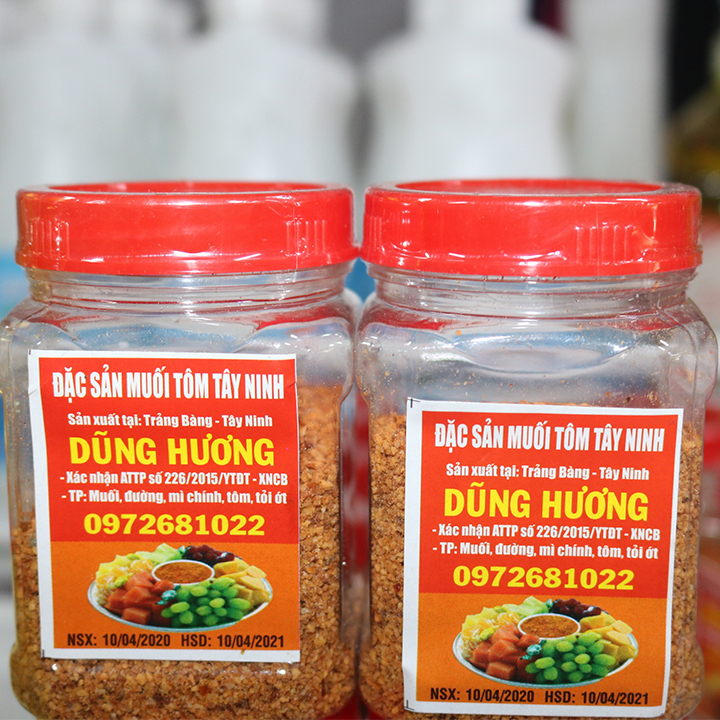 ĐẶC SẢN MUỐI TÔM TÂY NINH
Sản xuất tại: Trảng Bàng - Tây Ninh
DŨNG HƯƠNG
- Xác nhận ATTP số 226/2015/YTĐT - XNCB
- TP: Muối, đường, mì chính, tôm, tỏi ớt
0972681022
NSX: 10/04/2020 HSD: 10/04/2021
ĐẶC SẢN MUỐI TÔM TÂY NINH
Sản xuất tại: Trảng Bàng - Tây Ninh
DŨNG HƯƠNG
- Xác nhận ATTP số 226/2015/YTĐT - XNCB
- TP: Muối, đường, mì chính, tôm, tỏi ớt
0972681022
NSX: 10/04/2020 HSD: 10/04/2021